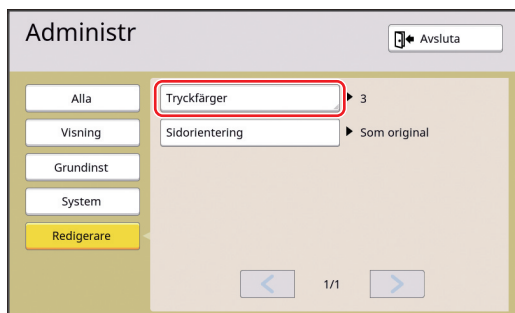 Administr
Avsluta
Alla
Tryckfärger
3
Visning
Sidorientering
Som original
Grundinst
System
Redigerare
1/1